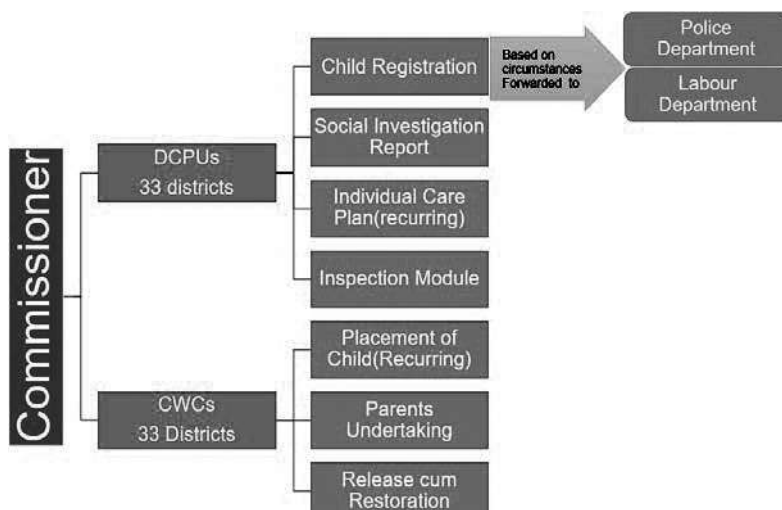 Commissioner
DCPUs
33 districts
Child Registration
Based on
circumstances
Forwarded to
Police
Department
Labour
Department
Social Investigation
Report
Individual Care
Plan(recurring)
Inspection Module
CWCs
33 Districts
Placement of
Child(Recurring)
Parents
Undertaking
Release cum
Restoration